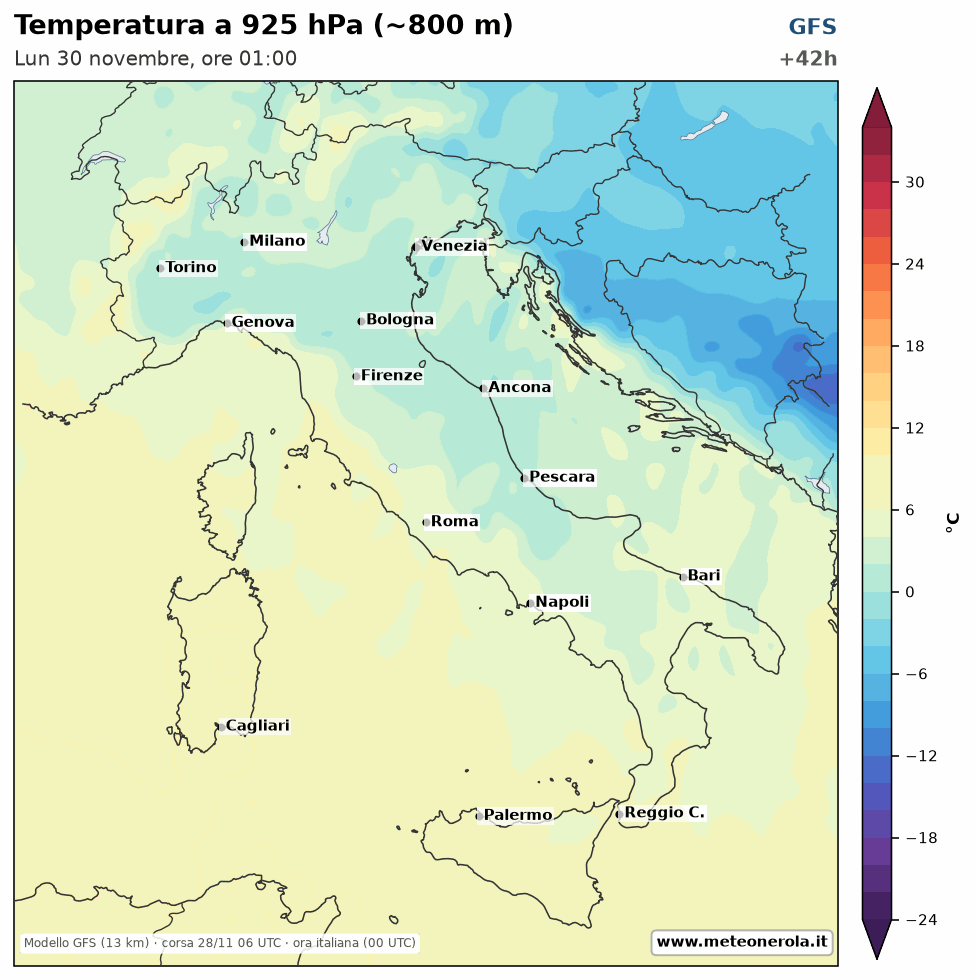 Temperatura a 925 hPa (~800 m)
GFS
Lun 30 novembre, ore 01:00
+42h
Milano
Venezia
Torino
Genova
Bologna
Firenze
Ancona
Pescara
Roma
Bari
Napoli
Cagliari
Palermo
Reggio C.
30
24
18
12
6
0
−6
−12
−18
−24
°C
Modello GFS (13 km) · corsa 28/11 06 UTC · ora italiana (00 UTC)
www.meteonerola.it